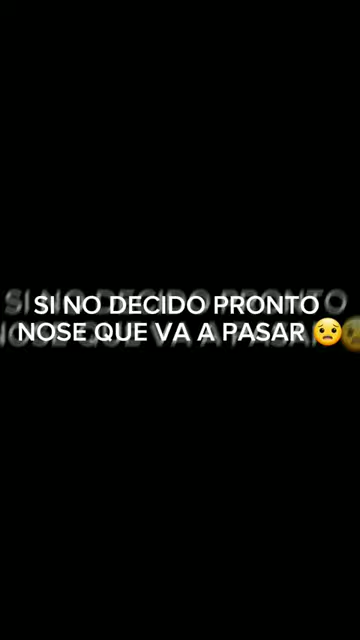 SI NO DECIDO PRONTO
NOSE QUE VA A PASAR 😟